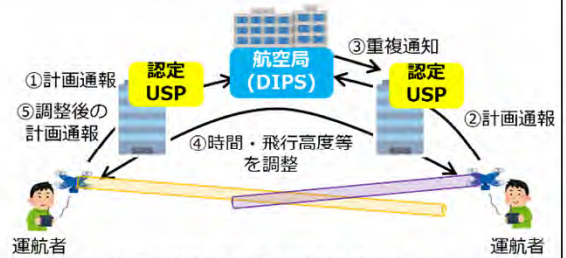 航空局
(DIPS)
③重複通知
認定
USP
認定
USP
①計画通報
⑤調整後の
計画通報
②計画通報
④時間・飛行高度等
を調整
運航者
運航者